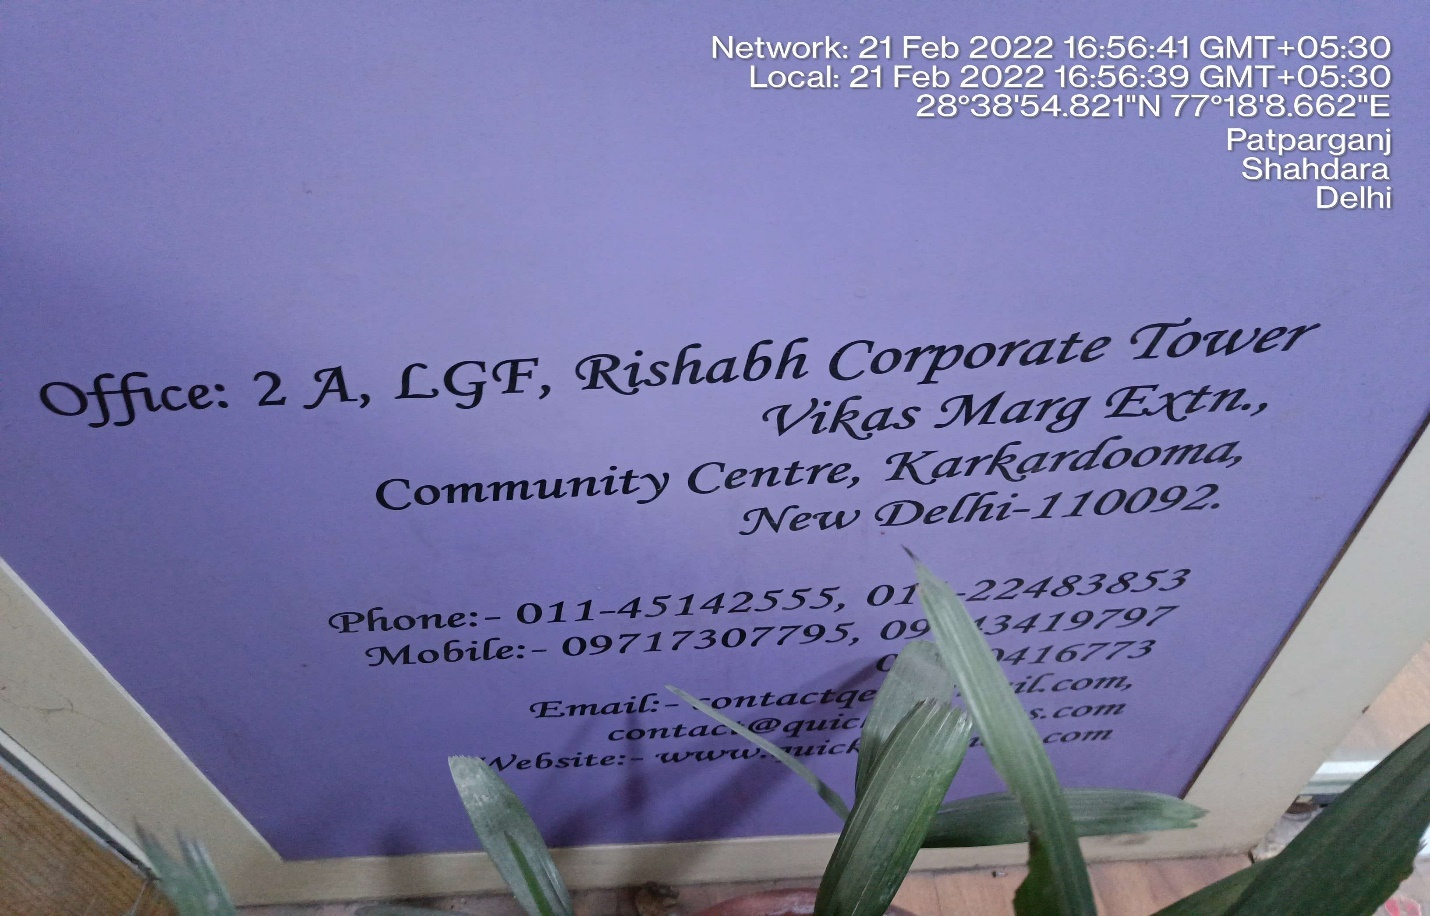 Network: 21 Feb 2022 16:56:41 GMT+05:30
Local: 21 Feb 2022 16:56:39 GMT+05:30
28°38'54.821"N 77°18'8.662"E
Patparganj
Shahdara
Delhi
Office: 2 A, LGF, Rishabh Corporate Tower
Vikas Marg Extn.,
Community Centre, Karkardooma,
New Delhi-110092.
Phone:- 011-45142555,
Mobile:- 09717307795,
Email:-
Website:-